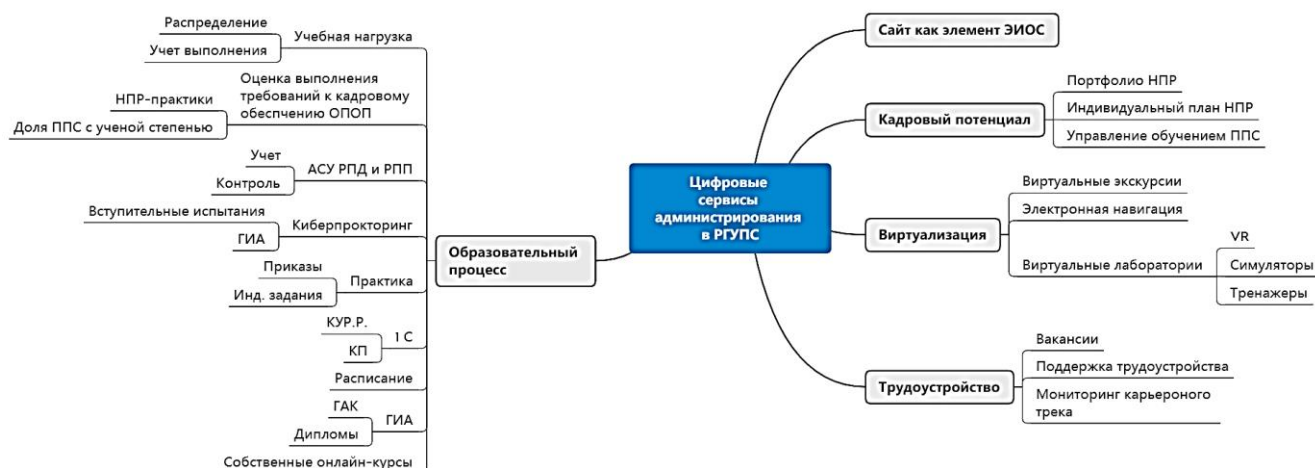 Распределение
Учет выполнения
Учебная нагрузка
НПР-практики
Доля ППС с ученой степенью
Оценка выполнения
требований к кадровому
обеспчению ОПОП
Учет
Контроль
АСУ РПД и РПП
Вступительные испытания
ГИА
Киберпрокторинг
Приказы
Инд. задания
Практика
КУР.Р.
КП
1 С
Расписание
ГАК
Дипломы
ГИА
Собственные онлайн-курсы
Образовательный
процесс
Цифровые
сервисы
администрирования
в РГУПС
Сайт как элемент ЭИОС
Кадровый потенциал
Портфолио НПР
Индивидуальный план НПР
Управление обучением ППС
Виртуализация
Виртуальные экскурсии
Электронная навигация
Виртуальные лаборатории
VR
Симуляторы
Тренажеры
Трудоустройство
Вакансии
Поддержка трудоустройства
Мониторинг карьероного
трека